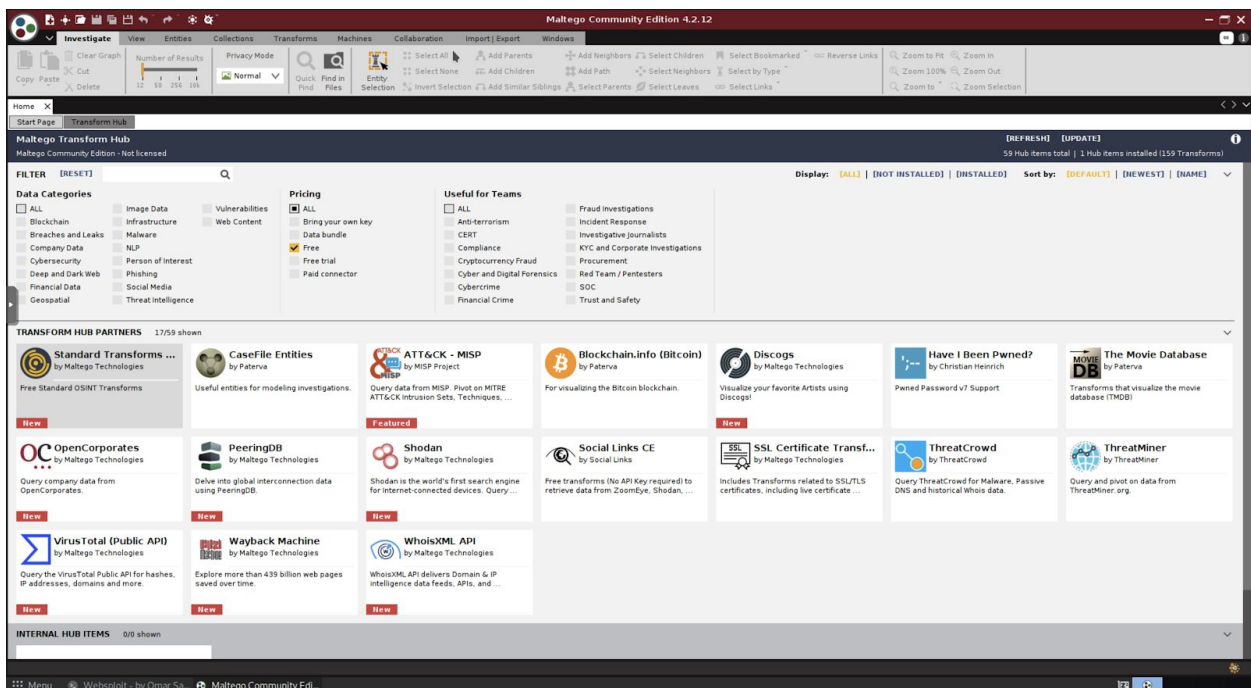 Maltego Community Edition 4.2.12
Investigate View Entities Collections Transforms Machines Collaboration Import | Export Windows
Copy Paste
Clear Graph
Cut
Delete
Number of Results
12 50 256 10k
Privacy Mode
Normal
Quick Find
Find in Files
Entity Selection
Select All
Select None
Invert Selection
Add Parents
Add Children
Add Similar Siblings
Add Neighbors
Add Path
Select Parents
Select Children
Select Neighbors
Select Leaves
Select Bookmarked
Select by Type
Select Links
Reverse Links
Zoom to Fit
Zoom 100%
Zoom to
Zoom In
Zoom Out
Zoom Selection
Home
Start Page Transform Hub
Maltego Transform Hub
[REFRESH] [UPDATE]
Maltego Community Edition - Not licensed
59 Hub items total | 1 Hub items installed (159 Transforms)
FILTER [RESET]
Display: [ALL] | [NOT INSTALLED] | [INSTALLED] Sort by: [DEFAULT] | [NEWEST] | [NAME]
Data Categories
ALL
Blockchain
Breaches and Leaks
Company Data
Cybersecurity
Deep and Dark Web
Financial Data
Geospatial
Image Data
Infrastructure
Malware
NLP
Person of Interest
Phishing
Social Media
Threat Intelligence
Vulnerabilities
Web Content
Pricing
ALL
Bring your own key
Data bundle
Free
Free trial
Paid connector
Useful for Teams
ALL
Anti-terrorism
CERT
Compliance
Cryptocurrency Fraud
Cyber and Digital Forensics
Cybercrime
Financial Crime
Fraud Investigations
Incident Response
Investigative Journalists
KYC and Corporate Investigations
Procurement
Red Team / Pentesters
SOC
Trust and Safety
TRANSFORM HUB PARTNERS 17/59 shown
Standard Transforms ...
by Maltego Technologies
Free Standard OSINT Transforms
New
CaseFile Entities
by Paterva
Useful entities for modeling investigations.
ATT&CK
MISP
ATT&CK - MISP
by MISP Project
Query data from MISP. Pivot on MITRE
ATT&CK Intrusion Sets, Techniques, ...
Featured
Blockchain.info (Bitcoin)
by Paterva
For visualizing the Bitcoin blockchain.
Discogs
by Maltego Technologies
Visualize your favorite Artists using
Discogs!
New
Have I Been Pwned?
by Christian Heinrich
Pwned Password v7 Support
MOVIE
DB
The Movie Database
by Paterva
Transforms that visualize the movie
database (TMDB)
OC
OpenCorporates
by Maltego Technologies
Query company data from
OpenCorporates.
New
PeeringDB
by Maltego Technologies
Delve into global interconnection data
using PeeringDB.
New
Shodan
by Maltego Technologies
Shodan is the world's first search engine
for Internet-connected devices. Query ...
New
Social Links CE
by Social Links
Free transforms (No API Key required) to
retrieve data from ZoomEye, Shodan, ...
SSL
SSL Certificate Transf...
by Maltego Technologies
Includes Transforms related to SSL/TLS
certificates, including live certificate ...
New
ThreatCrowd
by ThreatCrowd
Query ThreatCrowd for Malware, Passive
DNS and historical Whois data.
ThreatMiner
by ThreatMiner
Query and pivot on data from
ThreatMiner.org.
VirusTotal (Public API)
by Maltego Technologies
Query the VirusTotal Public API for hashes,
IP addresses, domains and more.
New
Wayback Machine
by Maltego Technologies
Explore more than 439 billion web pages
saved over time.
New
WhoisXML API
by Maltego Technologies
WhoisXML API delivers Domain & IP
intelligence data feeds, APIs, and ...
New
INTERNAL HUB ITEMS 0/0 shown
Menu Websploit - by Omar Sa... Maltego Community Edi...